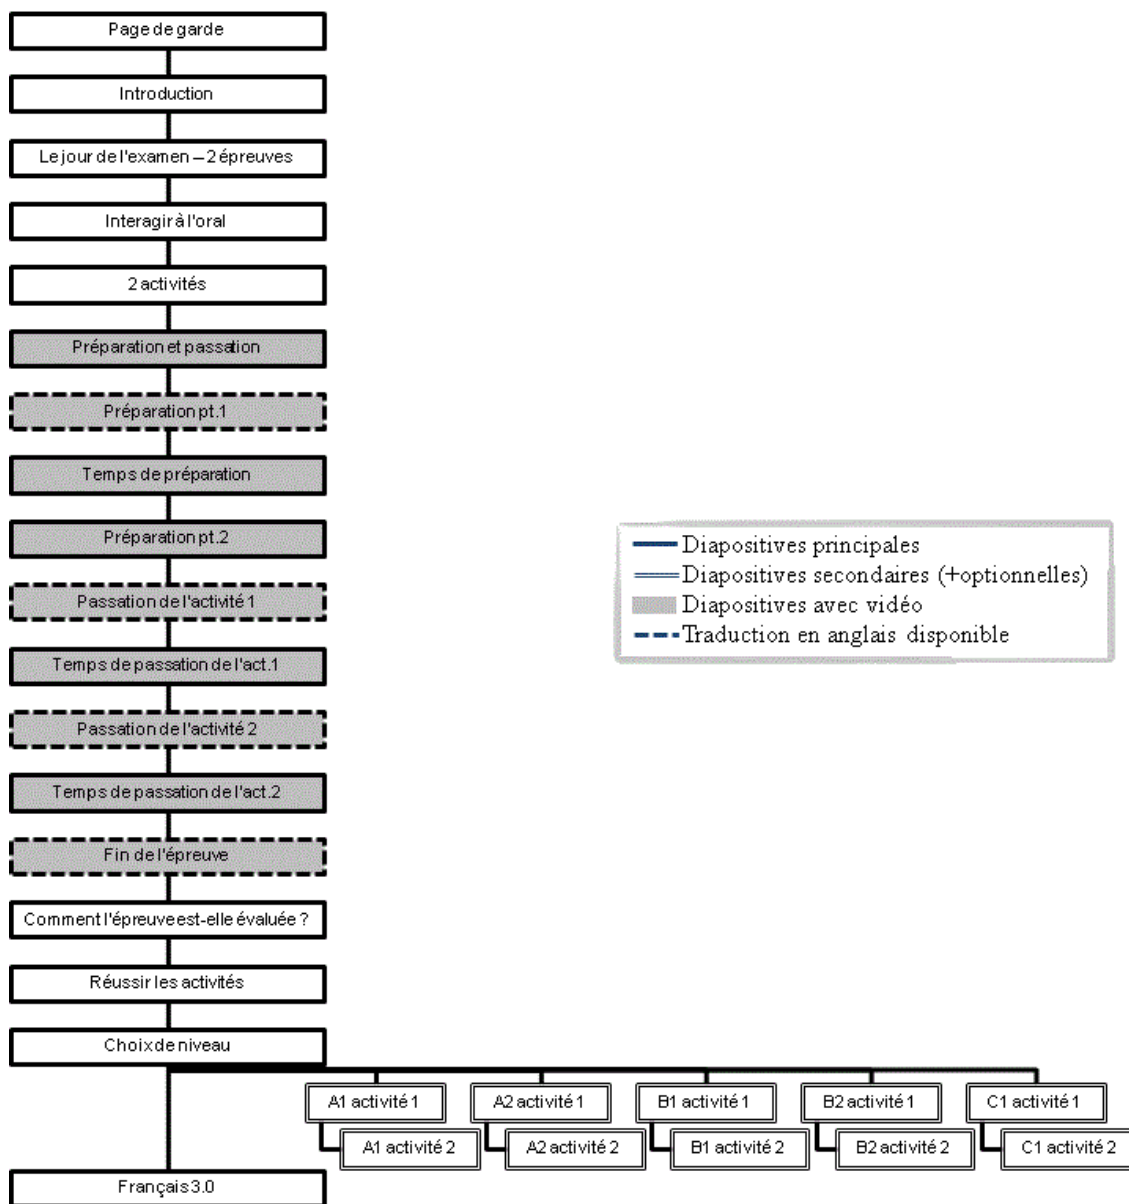 Page de garde
Introduction
Le jour de l'examen – 2 épreuves
Interagir à l'oral
2 activités
Préparation et passation
Préparation pt.1
Temps de préparation
Préparation pt.2
Passation de l'activité 1
Temps de passation de l'act.1
Passation de l'activité 2
Temps de passation de l'act.2
Fin de l'épreuve
Comment l'épreuve est-elle évaluée ?
Réussir les activités
Choix de niveau
A1 activité 1
A2 activité 1
B1 activité 1
B2 activité 1
C1 activité 1
A1 activité 2
A2 activité 2
B1 activité 2
B2 activité 2
C1 activité 2
Français 3.0
Diapositives principales
Diapositives secondaires (+optionnelles)
Diapositives avec vidéo
Traduction en anglais disponible